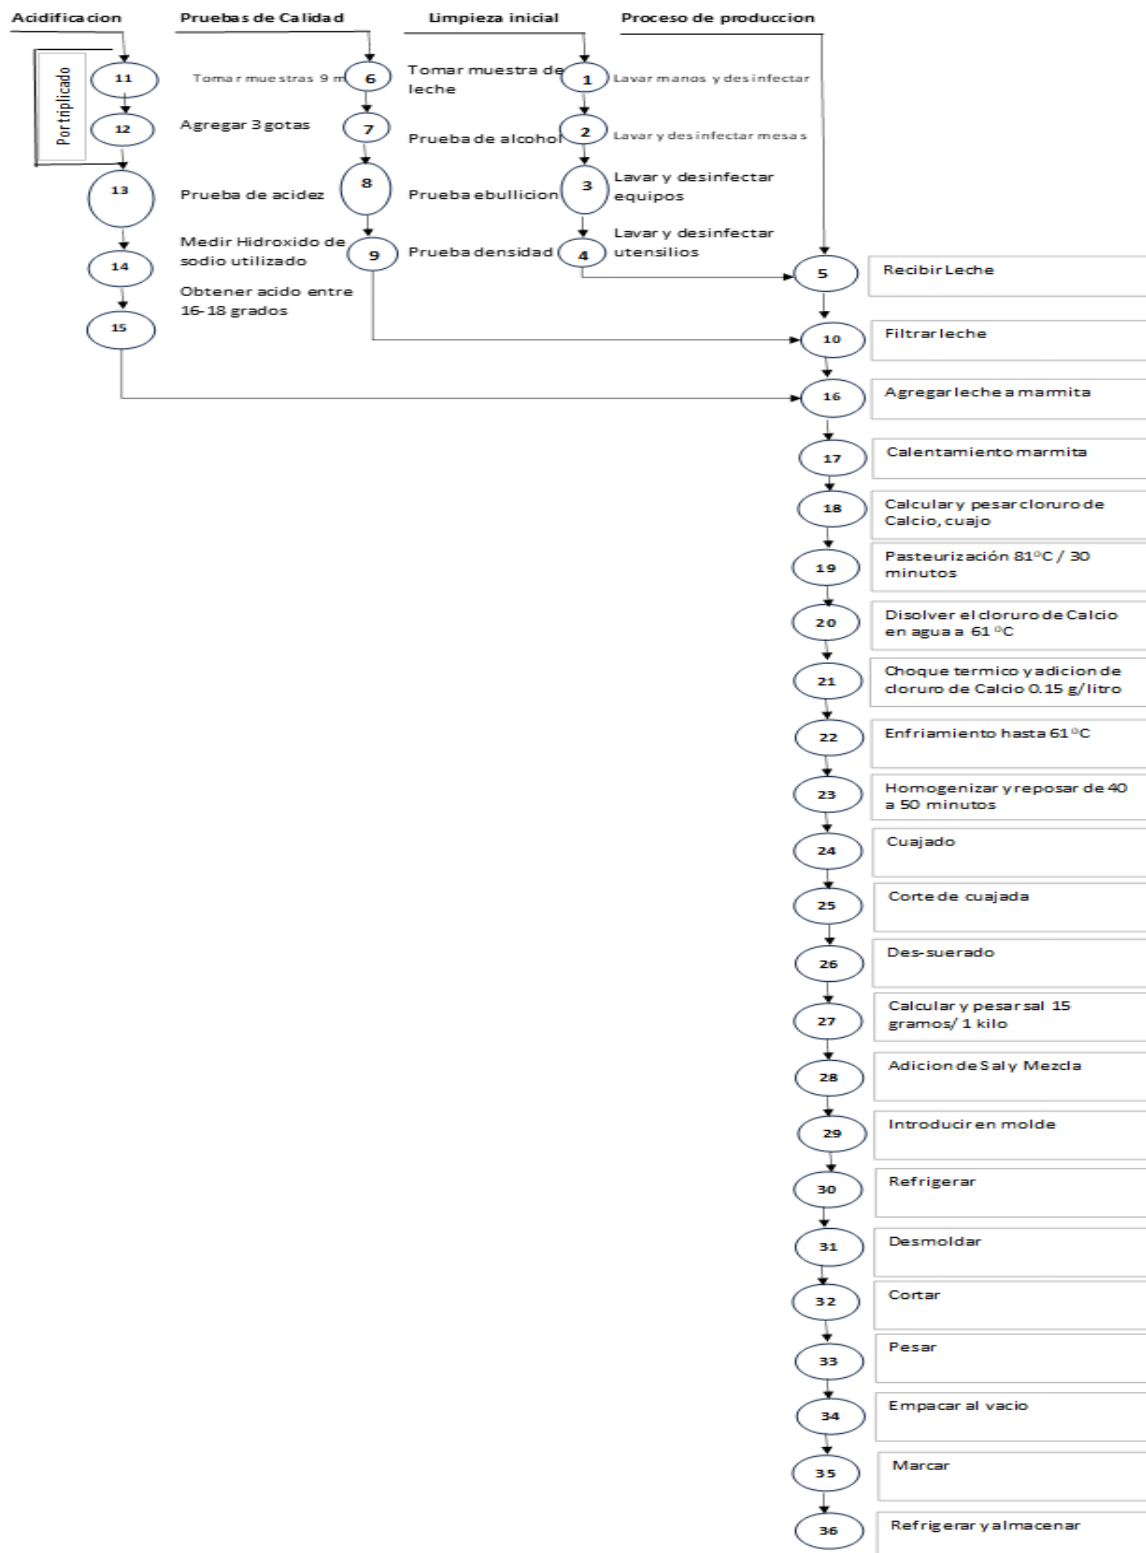 Acidificacion
Pruebas de Calidad
Limpieza inicial
Proceso de produccion
Por triplicado
11
Tomar muestras 9 m
6
Tomar muestra de
leche
1
Lavar manos y desinfectar
12
Agregar 3 gotas
7
Prueba de alcohol
2
Lavar y desinfectar mesas
13
Prueba de acidez
8
Prueba ebullicion
3
Lavar y desinfectar
equipos
14
Medir Hidroxido de
sodio utilizado
9
Prueba densidad
4
Lavar y desinfectar
utensilios
15
Obtener acido entre
16-18 grados
5
Recibir Leche
10
Filtrar leche
16
Agregar leche a marmita
17
Calentamiento marmita
18
Calcular y pesar cloruro de
Calcio, cuajo
19
Pasteurización 81ºC / 30
minutos
20
Disolver el cloruro de Calcio
en agua a 61 ºC
21
Choque termico y adicion de
cloruro de Calcio 0.15 g/litro
22
Enfriamiento hasta 61ºC
23
Homogenizar y reposar de 40
a 50 minutos
24
Cuajado
25
Corte de cuajada
26
Des-suerado
27
Calcular y pesar sal 15
gramos/ 1 kilo
28
Adicion de Sal y Mezcla
29
Introducir en molde
30
Refrigerar
31
Desmoldar
32
Cortar
33
Pesar
34
Empacar al vacio
35
Marcar
36
Refrigerar y almacenar